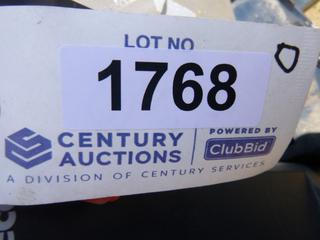 LOT NO
1768
CENTURY
AUCTIONS
POWERED BY
ClubBid
A DIVISION OF CENTURY SERVICES